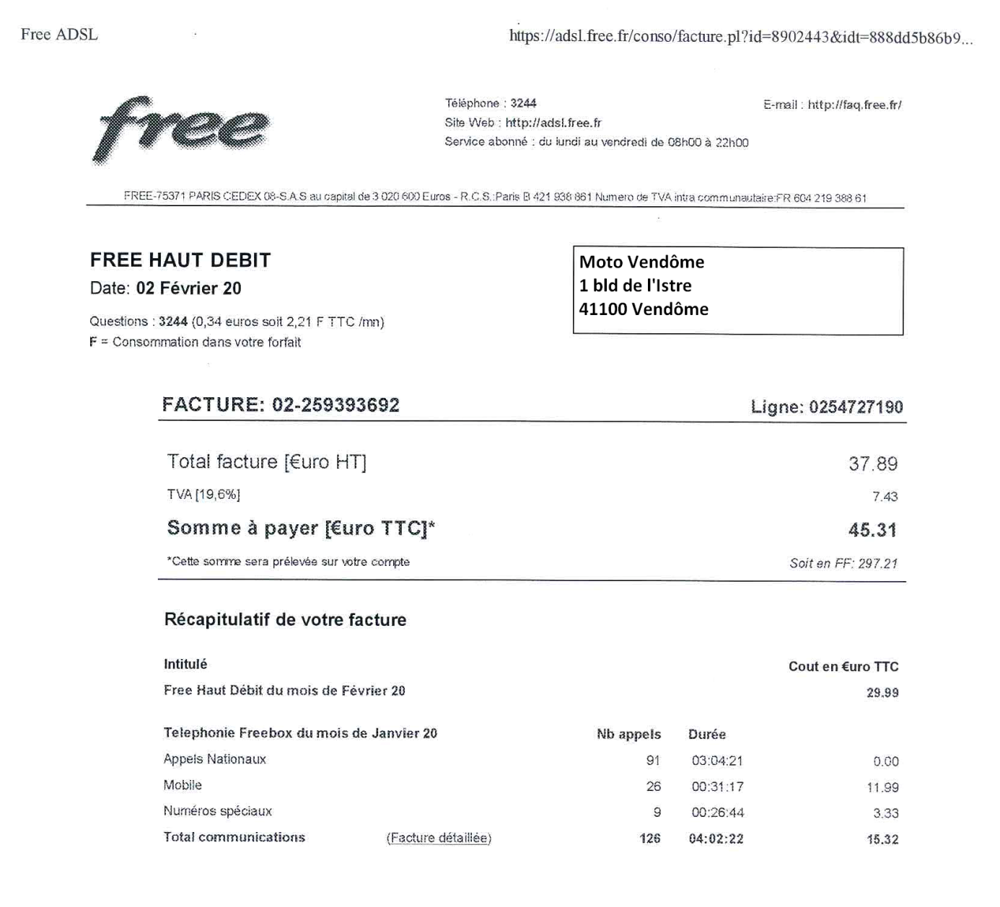 Free ADSL
https://adsl.free.fr/conso/facture.pl?id=8902443&idt=888dd5b86b9...
free
Téléphone : 3244
E-mail : http://faq.free.fr/
Site Web : http://adsl.free.fr
Service abonné : du lundi au vendredi de 08h00 à 22h00
FREE-75371 PARIS CEDEX 08-S.A.S au capital de 3 020 600 Euros - R.C.S.:Paris B 421 938 861 Numero de TVA intra communautaire:FR 604 219 388 61
FREE HAUT DEBIT
Date: 02 Février 20
Questions : 3244 (0,34 euros soit 2,21 F TTC /mn)
F = Consommation dans votre forfait
Moto Vendôme
1 bld de l'Istre
41100 Vendôme
FACTURE: 02-259393692 Ligne: 0254727190
Total facture [€uro HT] 37.89
TVA [19,6%] 7.43
Somme à payer [€uro TTC]* 45.31
*Cette somme sera prélevée sur votre compte Soit en FF: 297.21
Récapitulatif de votre facture
Intitulé Cout en €uro TTC
Free Haut Débit du mois de Février 20 29.99
Telephonie Freebox du mois de Janvier 20 Nb appels Durée
Appels Nationaux 91 03:04:21 0.00
Mobile 26 00:31:17 11.99
Numéros spéciaux 9 00:26:44 3.33
Total communications (Facture détaillée) 126 04:02:22 15.32